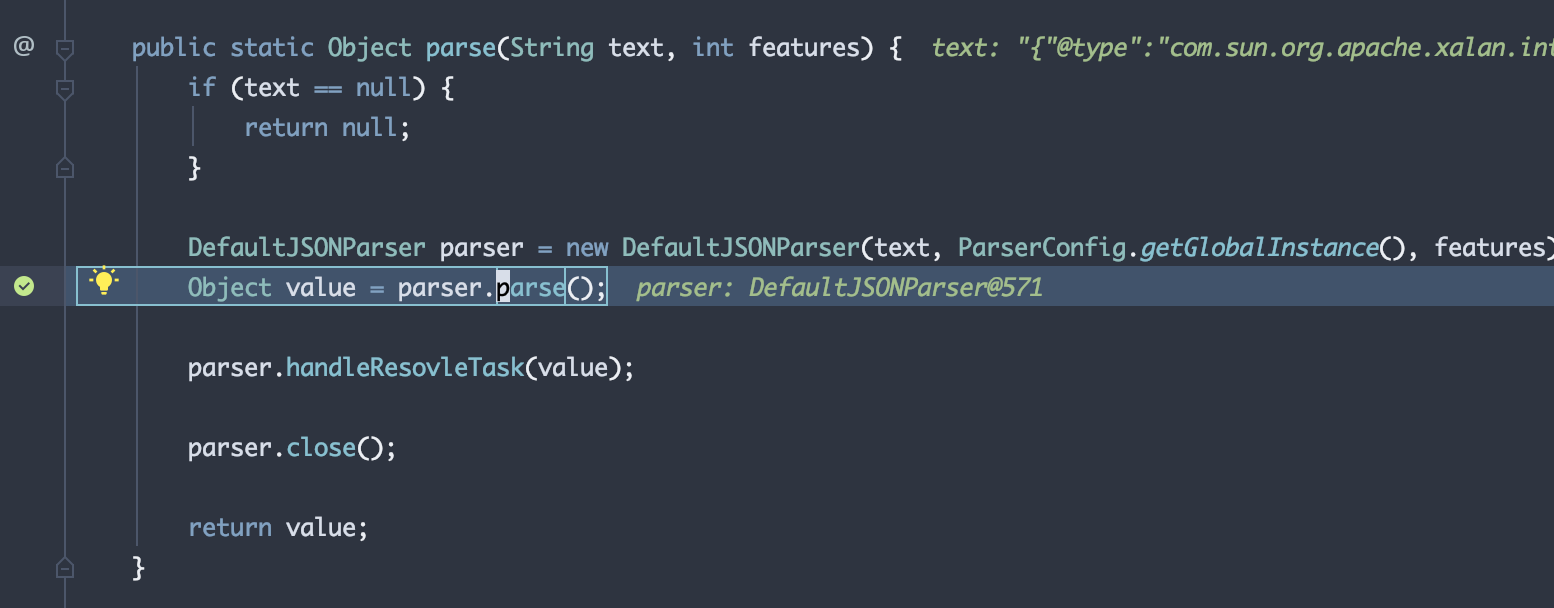 @ public static Object parse(String text, int features) {  text: "{"@type":"com.sun.org.apache.xalan.int
if (text == null) {
return null;
}
DefaultJSONParser parser = new DefaultJSONParser(text, ParserConfig.getGlobalInstance(), features)
Object value = parser.parse();  parser: DefaultJSONParser@571
parser.handleResovleTask(value);
parser.close();
return value;
}